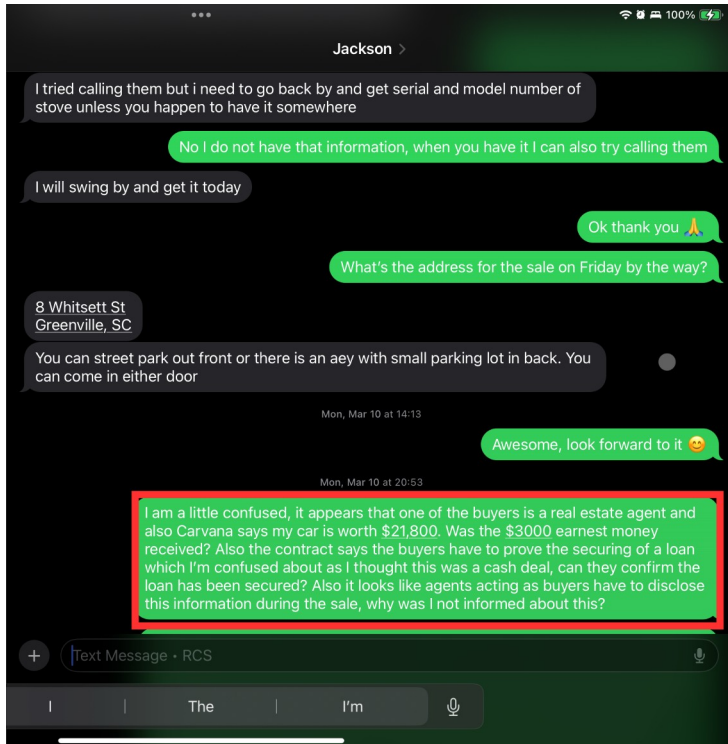 100%
Jackson >
I tried calling them but i need to go back by and get serial and model number of
stove unless you happen to have it somewhere
No I do not have that information, when you have it I can also try calling them
I will swing by and get it today
Ok thank you 🙏
What's the address for the sale on Friday by the way?
8 Whitsett St
Greenville, SC
You can street park out front or there is an aey with small parking lot in back. You
can come in either door
Mon, Mar 10 at 14:13
Awesome, look forward to it 😊
Mon, Mar 10 at 20:53
I am a little confused, it appears that one of the buyers is a real estate agent and
also Carvana says my car is worth $21,800. Was the $3000 earnest money
received? Also the contract says the buyers have to prove the securing of a loan
which I'm confused about as I thought this was a cash deal, can they confirm the
loan has been secured? Also it looks like agents acting as buyers have to disclose
this information during the sale, why was I not informed about this?
Text Message • RCS
I
The
I'm